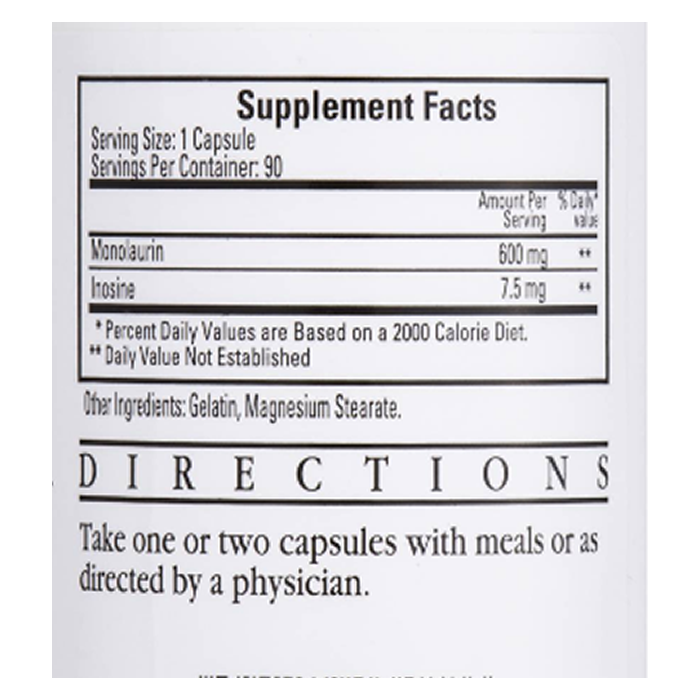 Supplement Facts
Serving Size: 1 Capsule
Servings Per Container: 90
Amount Per % Daily*
Serving value
Monolaurin 600 mg **
Inosine 7.5 mg **
* Percent Daily Values are Based on a 2000 Calorie Diet.
** Daily Value Not Established
Other Ingredients: Gelatin, Magnesium Stearate.
DIRECTIONS
Take one or two capsules with meals or as
directed by a physician.